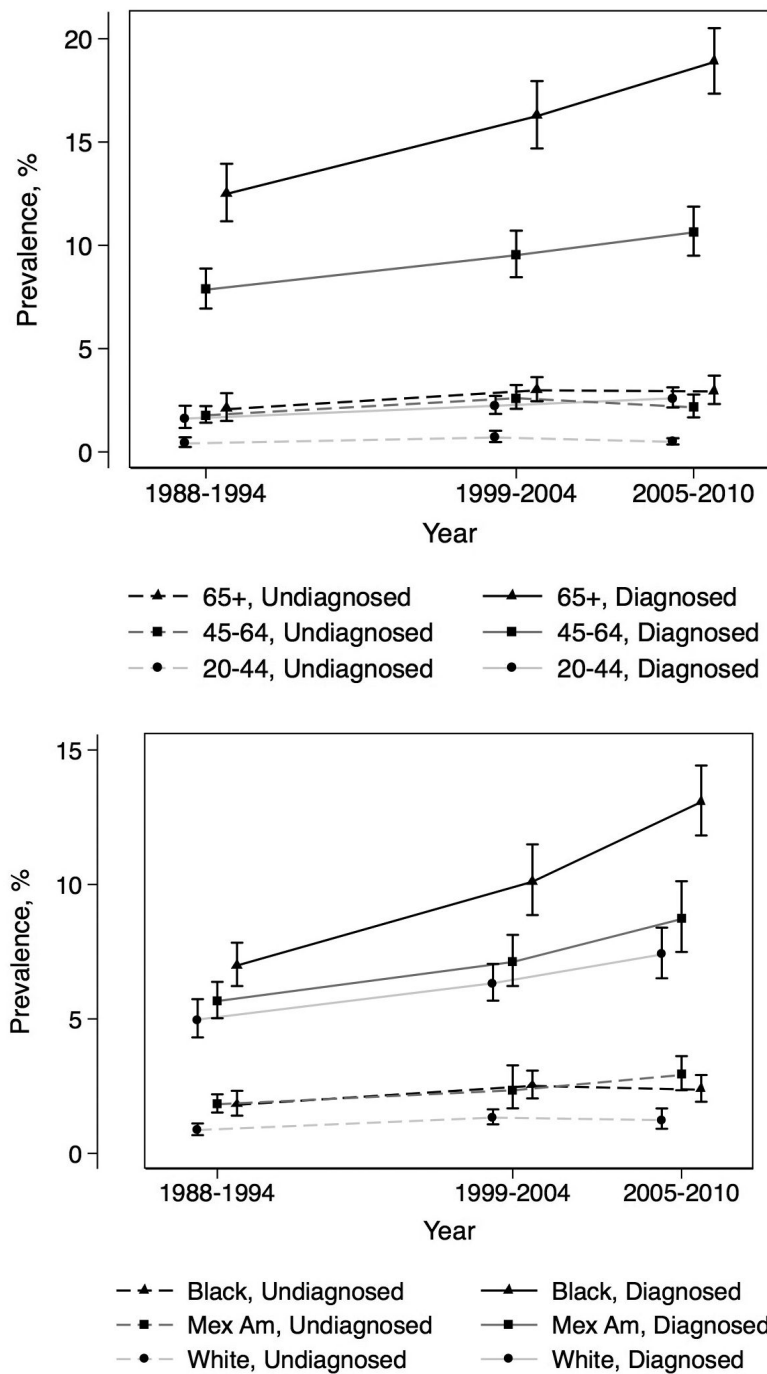 20
15
10
5
0
Prevalence, %
1988-1994 1999-2004 2005-2010
Year
65+, Undiagnosed 65+, Diagnosed
45-64, Undiagnosed 45-64, Diagnosed
20-44, Undiagnosed 20-44, Diagnosed
15
10
5
0
Prevalence, %
1988-1994 1999-2004 2005-2010
Year
Black, Undiagnosed Black, Diagnosed
Mex Am, Undiagnosed Mex Am, Diagnosed
White, Undiagnosed White, Diagnosed